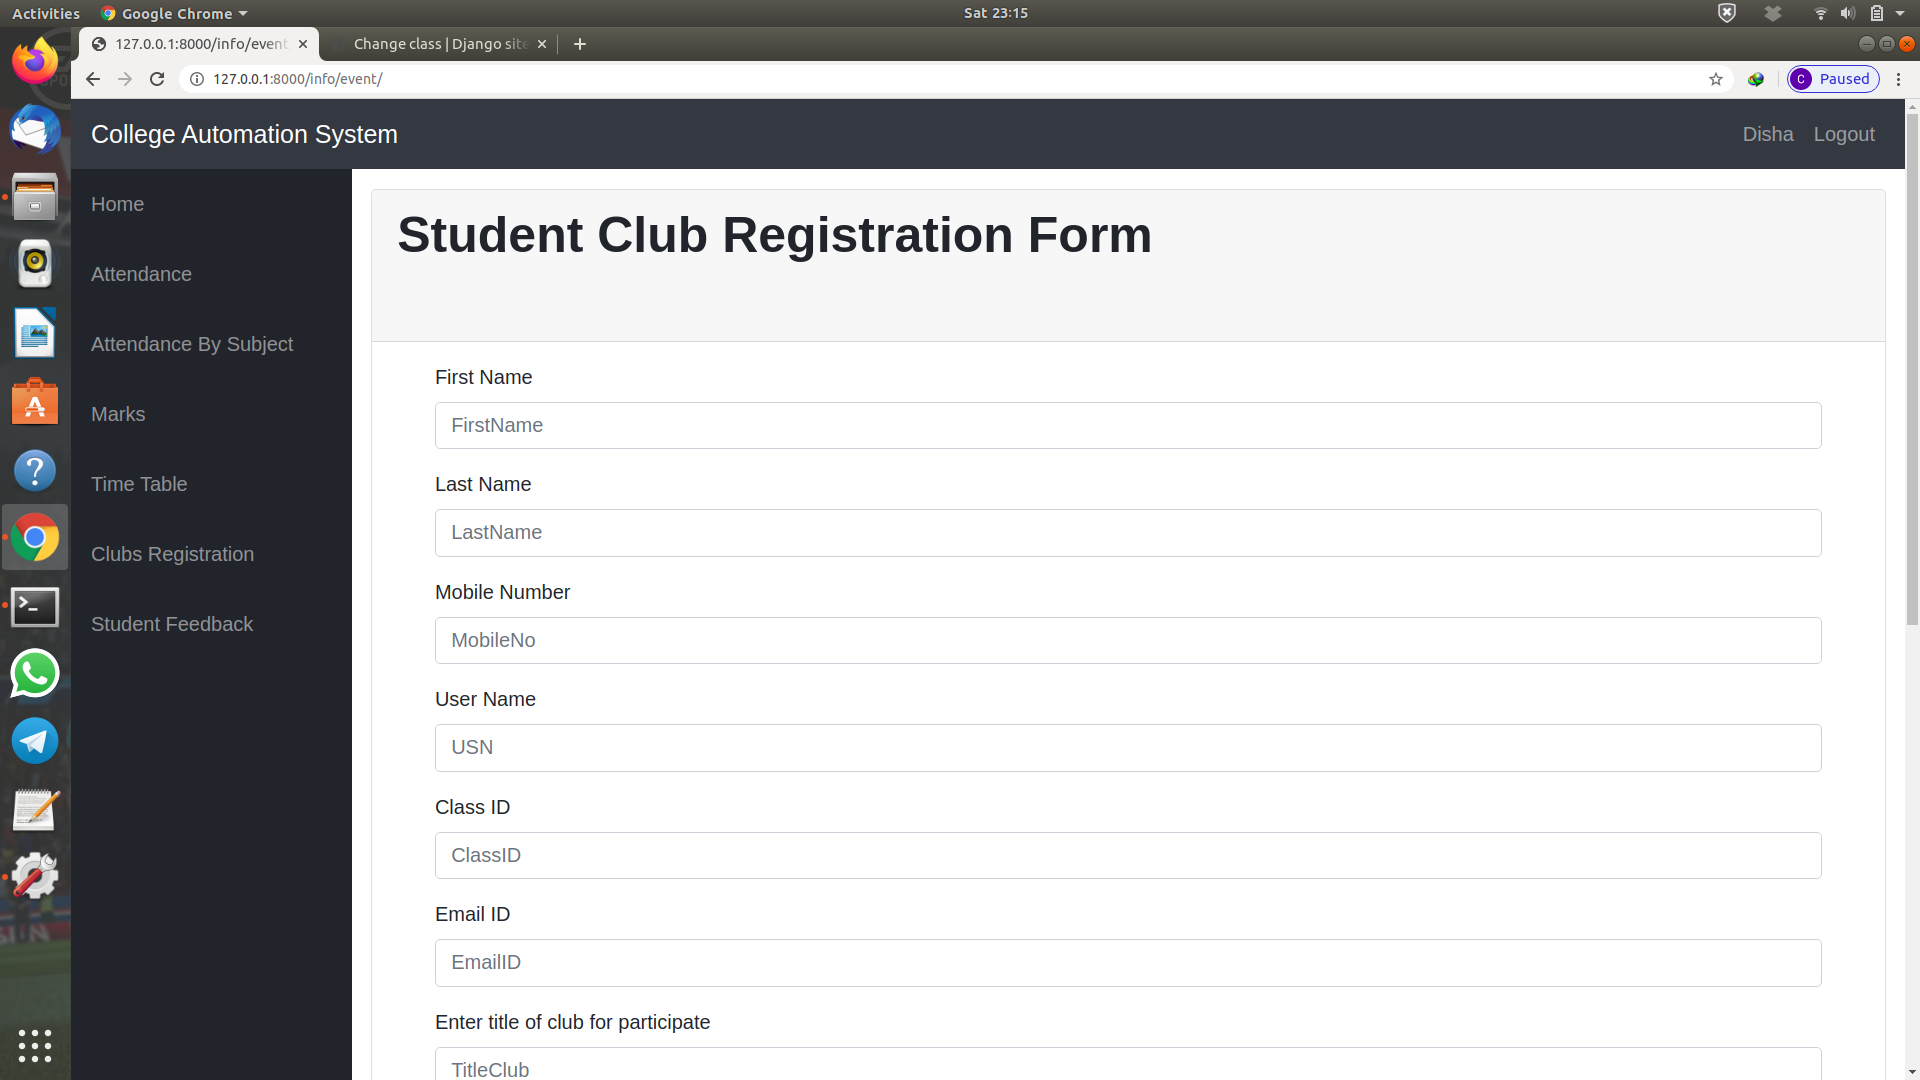 Activities Google Chrome Sat 23:15
127.0.0.1:8000/info/event Change class | Django site
127.0.0.1:8000/info/event/ C Paused
College Automation System Disha Logout
Home
Attendance
Attendance By Subject
Marks
Time Table
Clubs Registration
Student Feedback
Student Club Registration Form
First Name
FirstName
Last Name
LastName
Mobile Number
MobileNo
User Name
USN
Class ID
ClassID
Email ID
EmailID
Enter title of club for participate
TitleClub